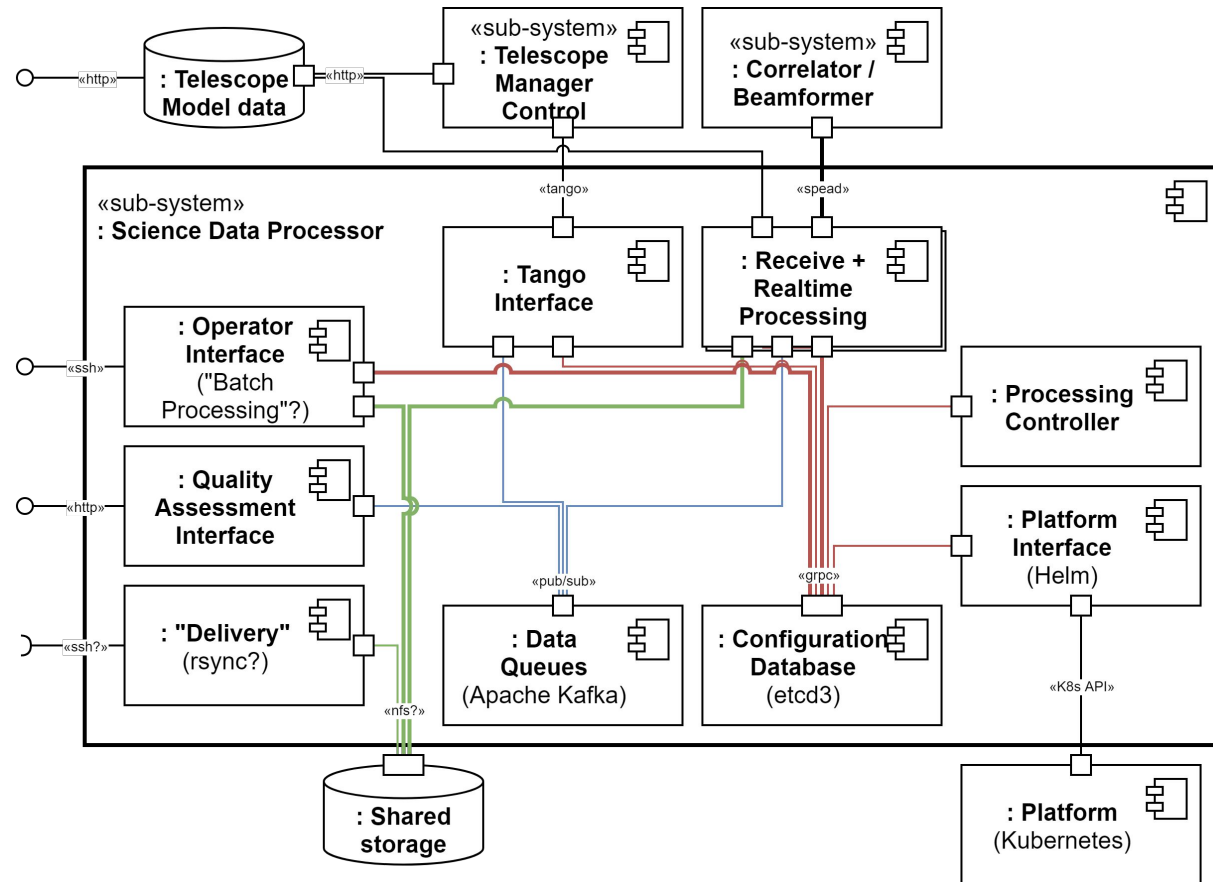 «sub-system»
: Telescope
Manager
Control
«sub-system»
: Correlator /
Beamformer
«http»
: Telescope
Model data
«http»
«tango»
«spead»
«sub-system»
: Science Data Processor
: Tango
Interface
: Receive +
Realtime
Processing
«ssh»
: Operator
Interface
("Batch
Processing"?)
: Processing
Controller
«http»
: Quality
Assessment
Interface
: Platform
Interface
(Helm)
«pub/sub»
«grpc»
«ssh?»
: "Delivery"
(rsync?)
: Data
Queues
(Apache Kafka)
: Configuration
Database
(etcd3)
«K8s API»
«nfs?»
: Shared
storage
: Platform
(Kubernetes)